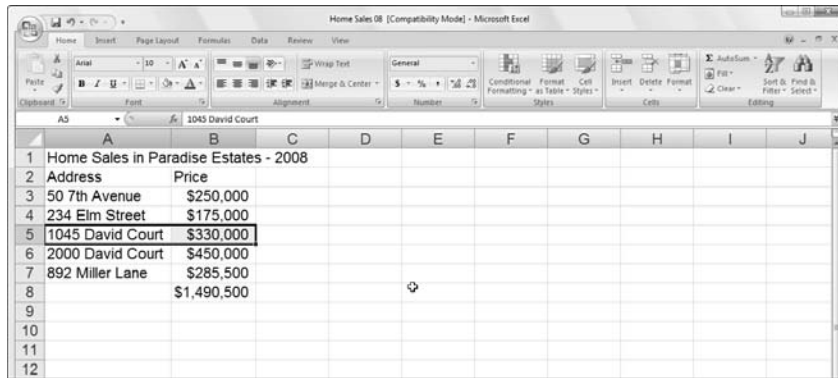 Home Sales 08 [Compatibility Mode] - Microsoft Excel
Home Insert Page Layout Formulas Data Review View
Paste Arial 10 A A Wrap Text General Conditional Formatting Format as Table Cell Styles Insert Delete Format Σ AutoSum Fill Clear Sort & Filter Find & Select
B I U A Merge & Center $ %
Clipboard Font Alignment Number Styles Cells Editing
A5 fx 1045 David Court
A B C D E F G H I J
1 Home Sales in Paradise Estates - 2008
2 Address Price
3 50 7th Avenue $250,000
4 234 Elm Street $175,000
5 1045 David Court $330,000
6 2000 David Court $450,000
7 892 Miller Lane $285,500
8 $1,490,500
9
10
11
12